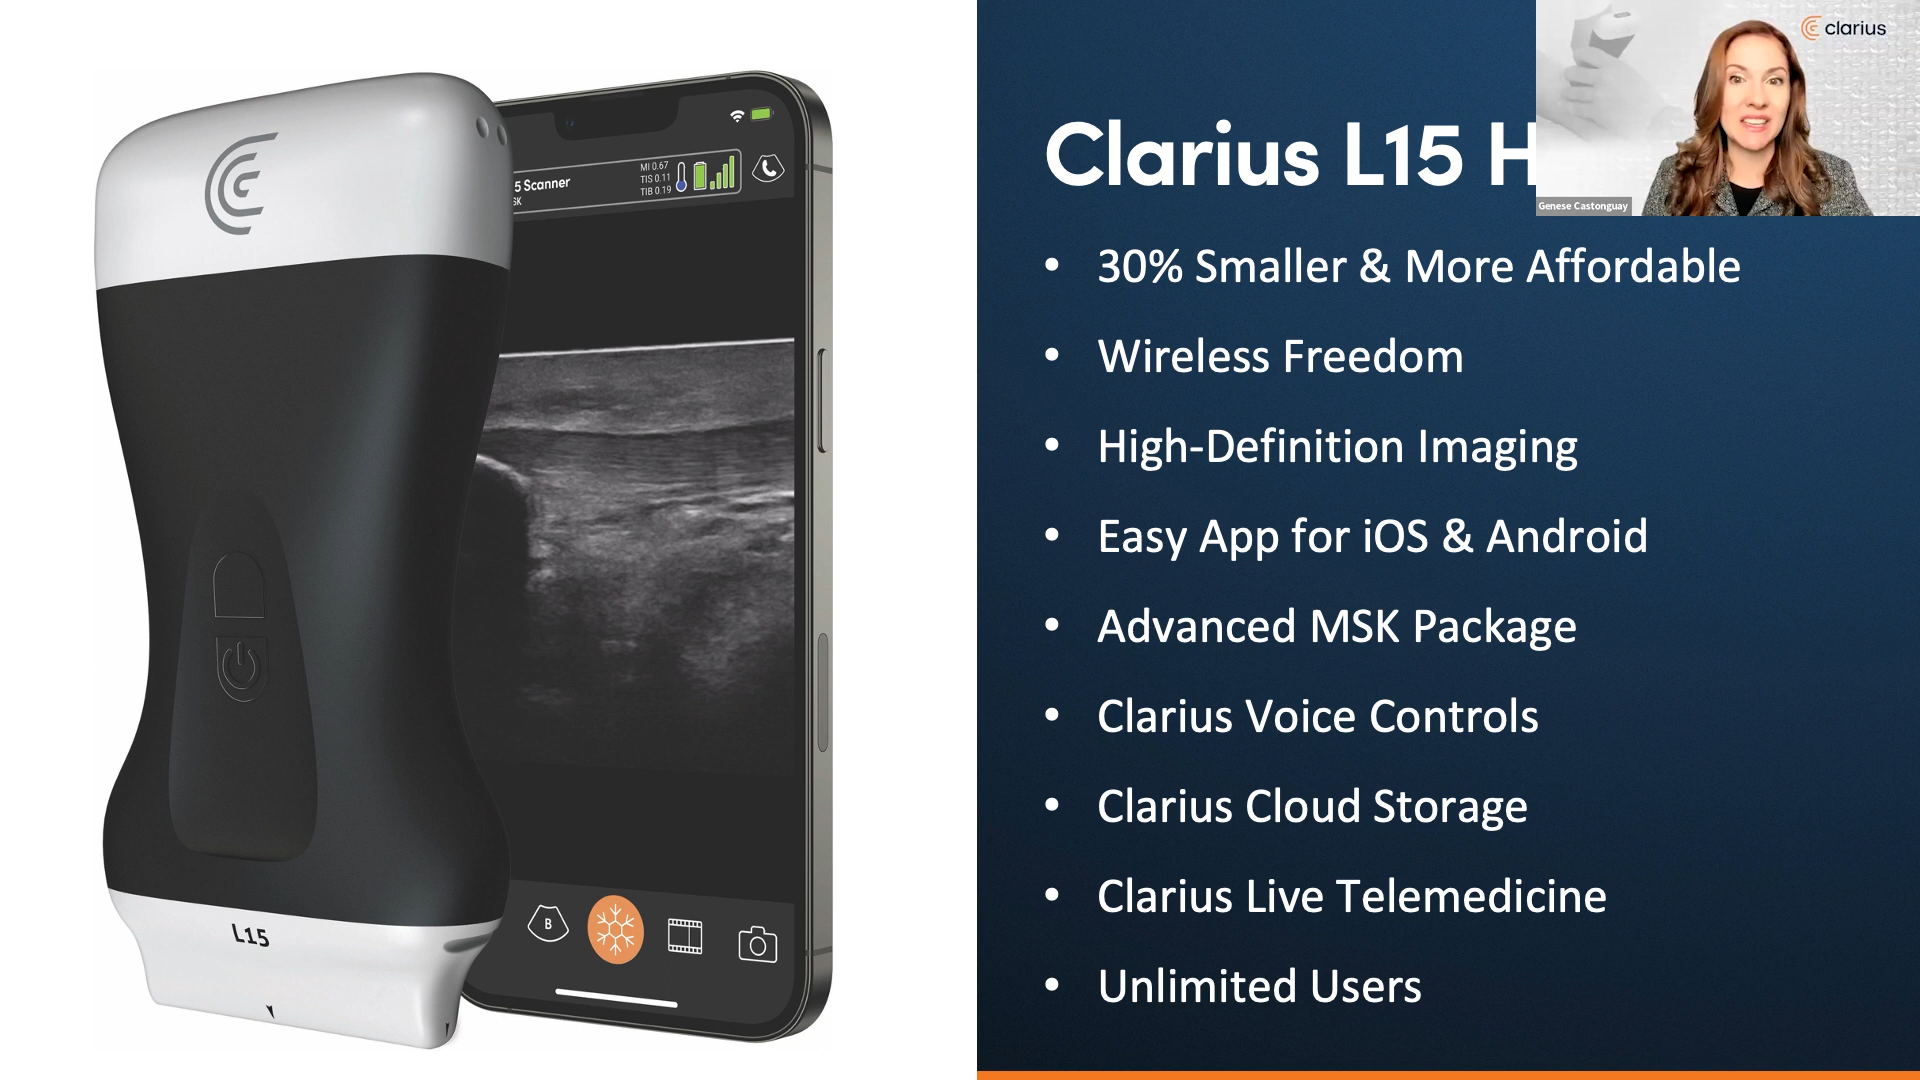 clarius
Genese Castonguay
Clarius L15 H
• 30% Smaller & More Affordable
• Wireless Freedom
• High-Definition Imaging
• Easy App for iOS & Android
• Advanced MSK Package
• Clarius Voice Controls
• Clarius Cloud Storage
• Clarius Live Telemedicine
• Unlimited Users
5 Scanner
SK
MI 0.67
TIS 0.11
TIB 0.19
B
L15